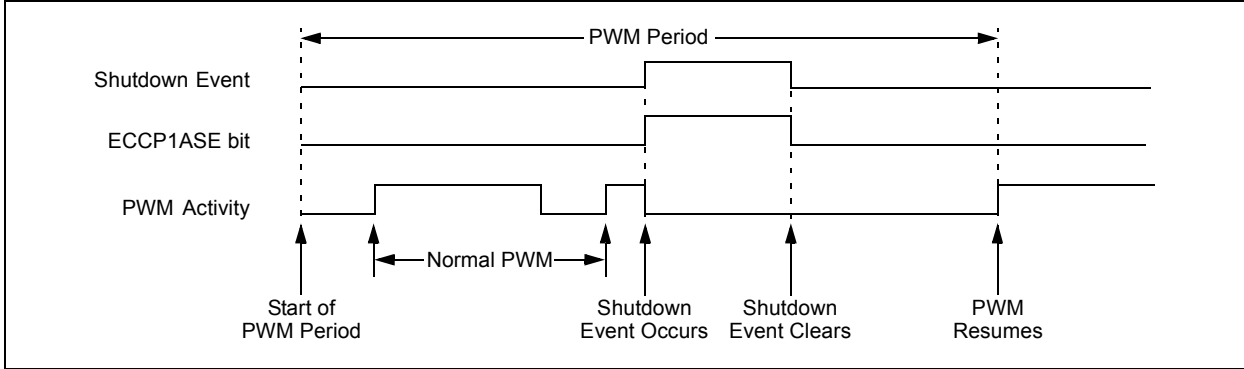 PWM Period
Shutdown Event
ECCP1ASE bit
PWM Activity
Normal PWM
Start of
PWM Period
Shutdown
Event Occurs
Shutdown
Event Clears
PWM
Resumes